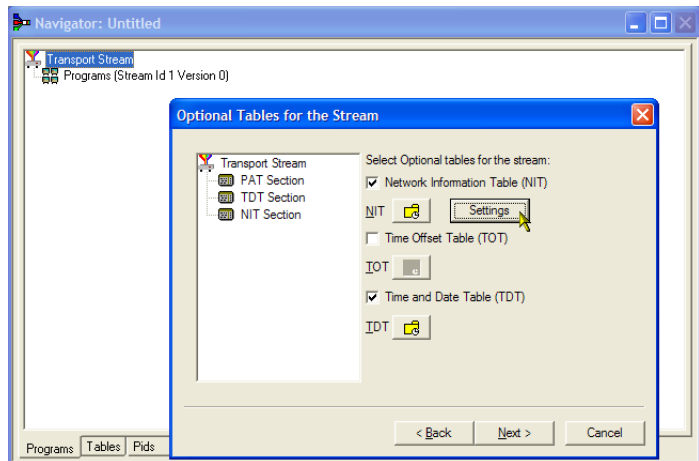 Navigator: Untitled
Transport Stream
Programs (Stream Id 1 Version 0)
Optional Tables for the Stream
Transport Stream
PAT Section
TDT Section
NIT Section
Select Optional tables for the stream:
Network Information Table (NIT)
NIT Settings
Time Offset Table (TOT)
TOT
Time and Date Table (TDT)
TDT
< Back Next > Cancel
Programs Tables Pids